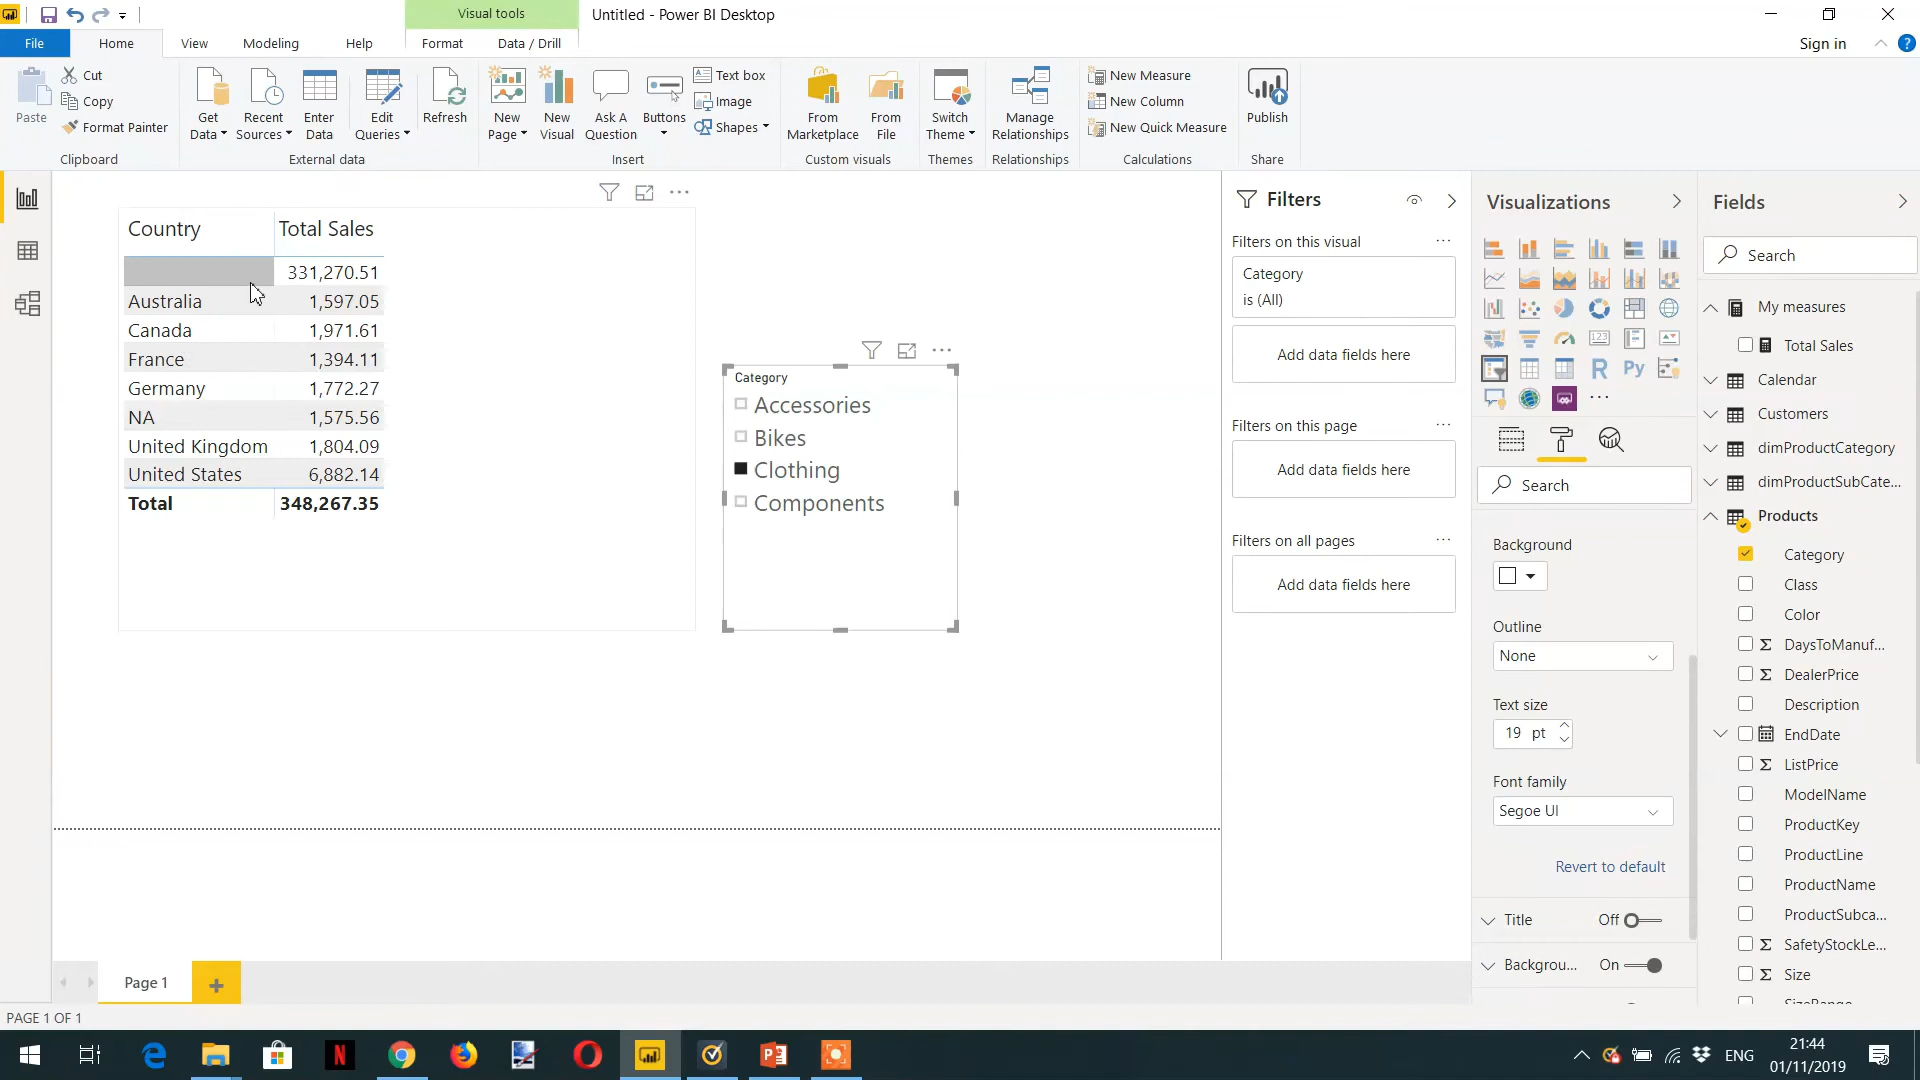 Visual tools
Untitled - Power BI Desktop
File
Home
View
Modeling
Help
Format
Data / Drill
Sign in
?
Paste
Cut
Copy
Format Painter
Clipboard
Get
Data
Recent
Sources
Enter
Data
Edit
Queries
Refresh
External data
New
Page
New
Visual
Ask A
Question
Buttons
Text box
Image
Shapes
Insert
From
Marketplace
From
File
Custom visuals
Switch
Theme
Themes
Manage
Relationships
Relationships
New Measure
New Column
New Quick Measure
Calculations
Publish
Share
Country Total Sales
331,270.51
Australia 1,597.05
Canada 1,971.61
France 1,394.11
Germany 1,772.27
NA 1,575.56
United Kingdom 1,804.09
United States 6,882.14
Total 348,267.35
Category
Accessories
Bikes
Clothing
Components
Filters
Filters on this visual
Category
is (All)
Add data fields here
Filters on this page
Add data fields here
Filters on all pages
Add data fields here
Visualizations
123
R
Py
Search
Background
Outline
None
Text size
19 pt
Font family
Segoe UI
Revert to default
Title Off
Backgrou... On
Fields
Search
My measures
Total Sales
Calendar
Customers
dimProductCategory
dimProductSubCate...
Products
Category
Class
Color
DaysToManuf...
DealerPrice
Description
EndDate
ListPrice
ModelName
ProductKey
ProductLine
ProductName
ProductSubca...
SafetyStockLe...
Size
SizeRange
Page 1
PAGE 1 OF 1
ENG
21:44
01/11/2019